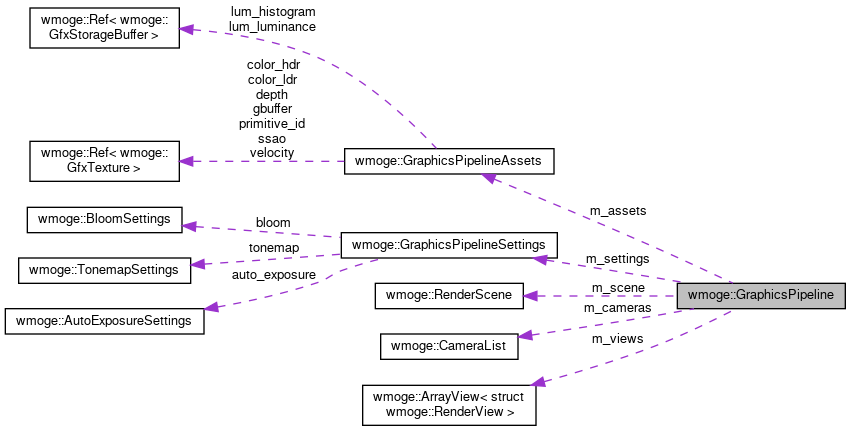 lum_histogram
lum_luminance
wmoge::Ref< wmoge::
GfxStorageBuffer >
color_hdr
color_ldr
depth
gbuffer
primitive_id
ssao
velocity
wmoge::Ref< wmoge::
GfxTexture >
wmoge::GraphicsPipelineAssets
m_assets
wmoge::BloomSettings
bloom
wmoge::GraphicsPipelineSettings
tonemap
m_settings
wmoge::TonemapSettings
auto_exposure
m_scene
wmoge::RenderScene
wmoge::GraphicsPipeline
m_cameras
wmoge::AutoExposureSettings
m_views
wmoge::CameraList
wmoge::ArrayView< struct
wmoge::RenderView >